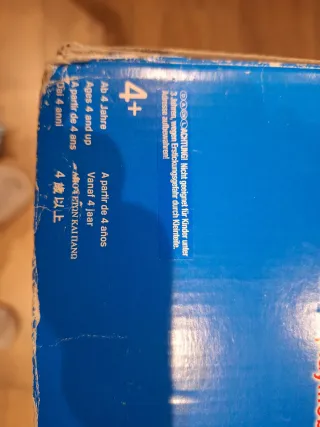 4+
Ab 4 Jahre
Ages 4 and up
A partir de 4 ans
Dai 4 anni
A partir de 4 años
Vanaf 4 jaar
4 歳以上
ACHTUNG! Nicht geeignet für Kinder unter
3 Jahren, wegen Erstickungsgefahr durch Kleinteile.
Adresse aufbewahren!